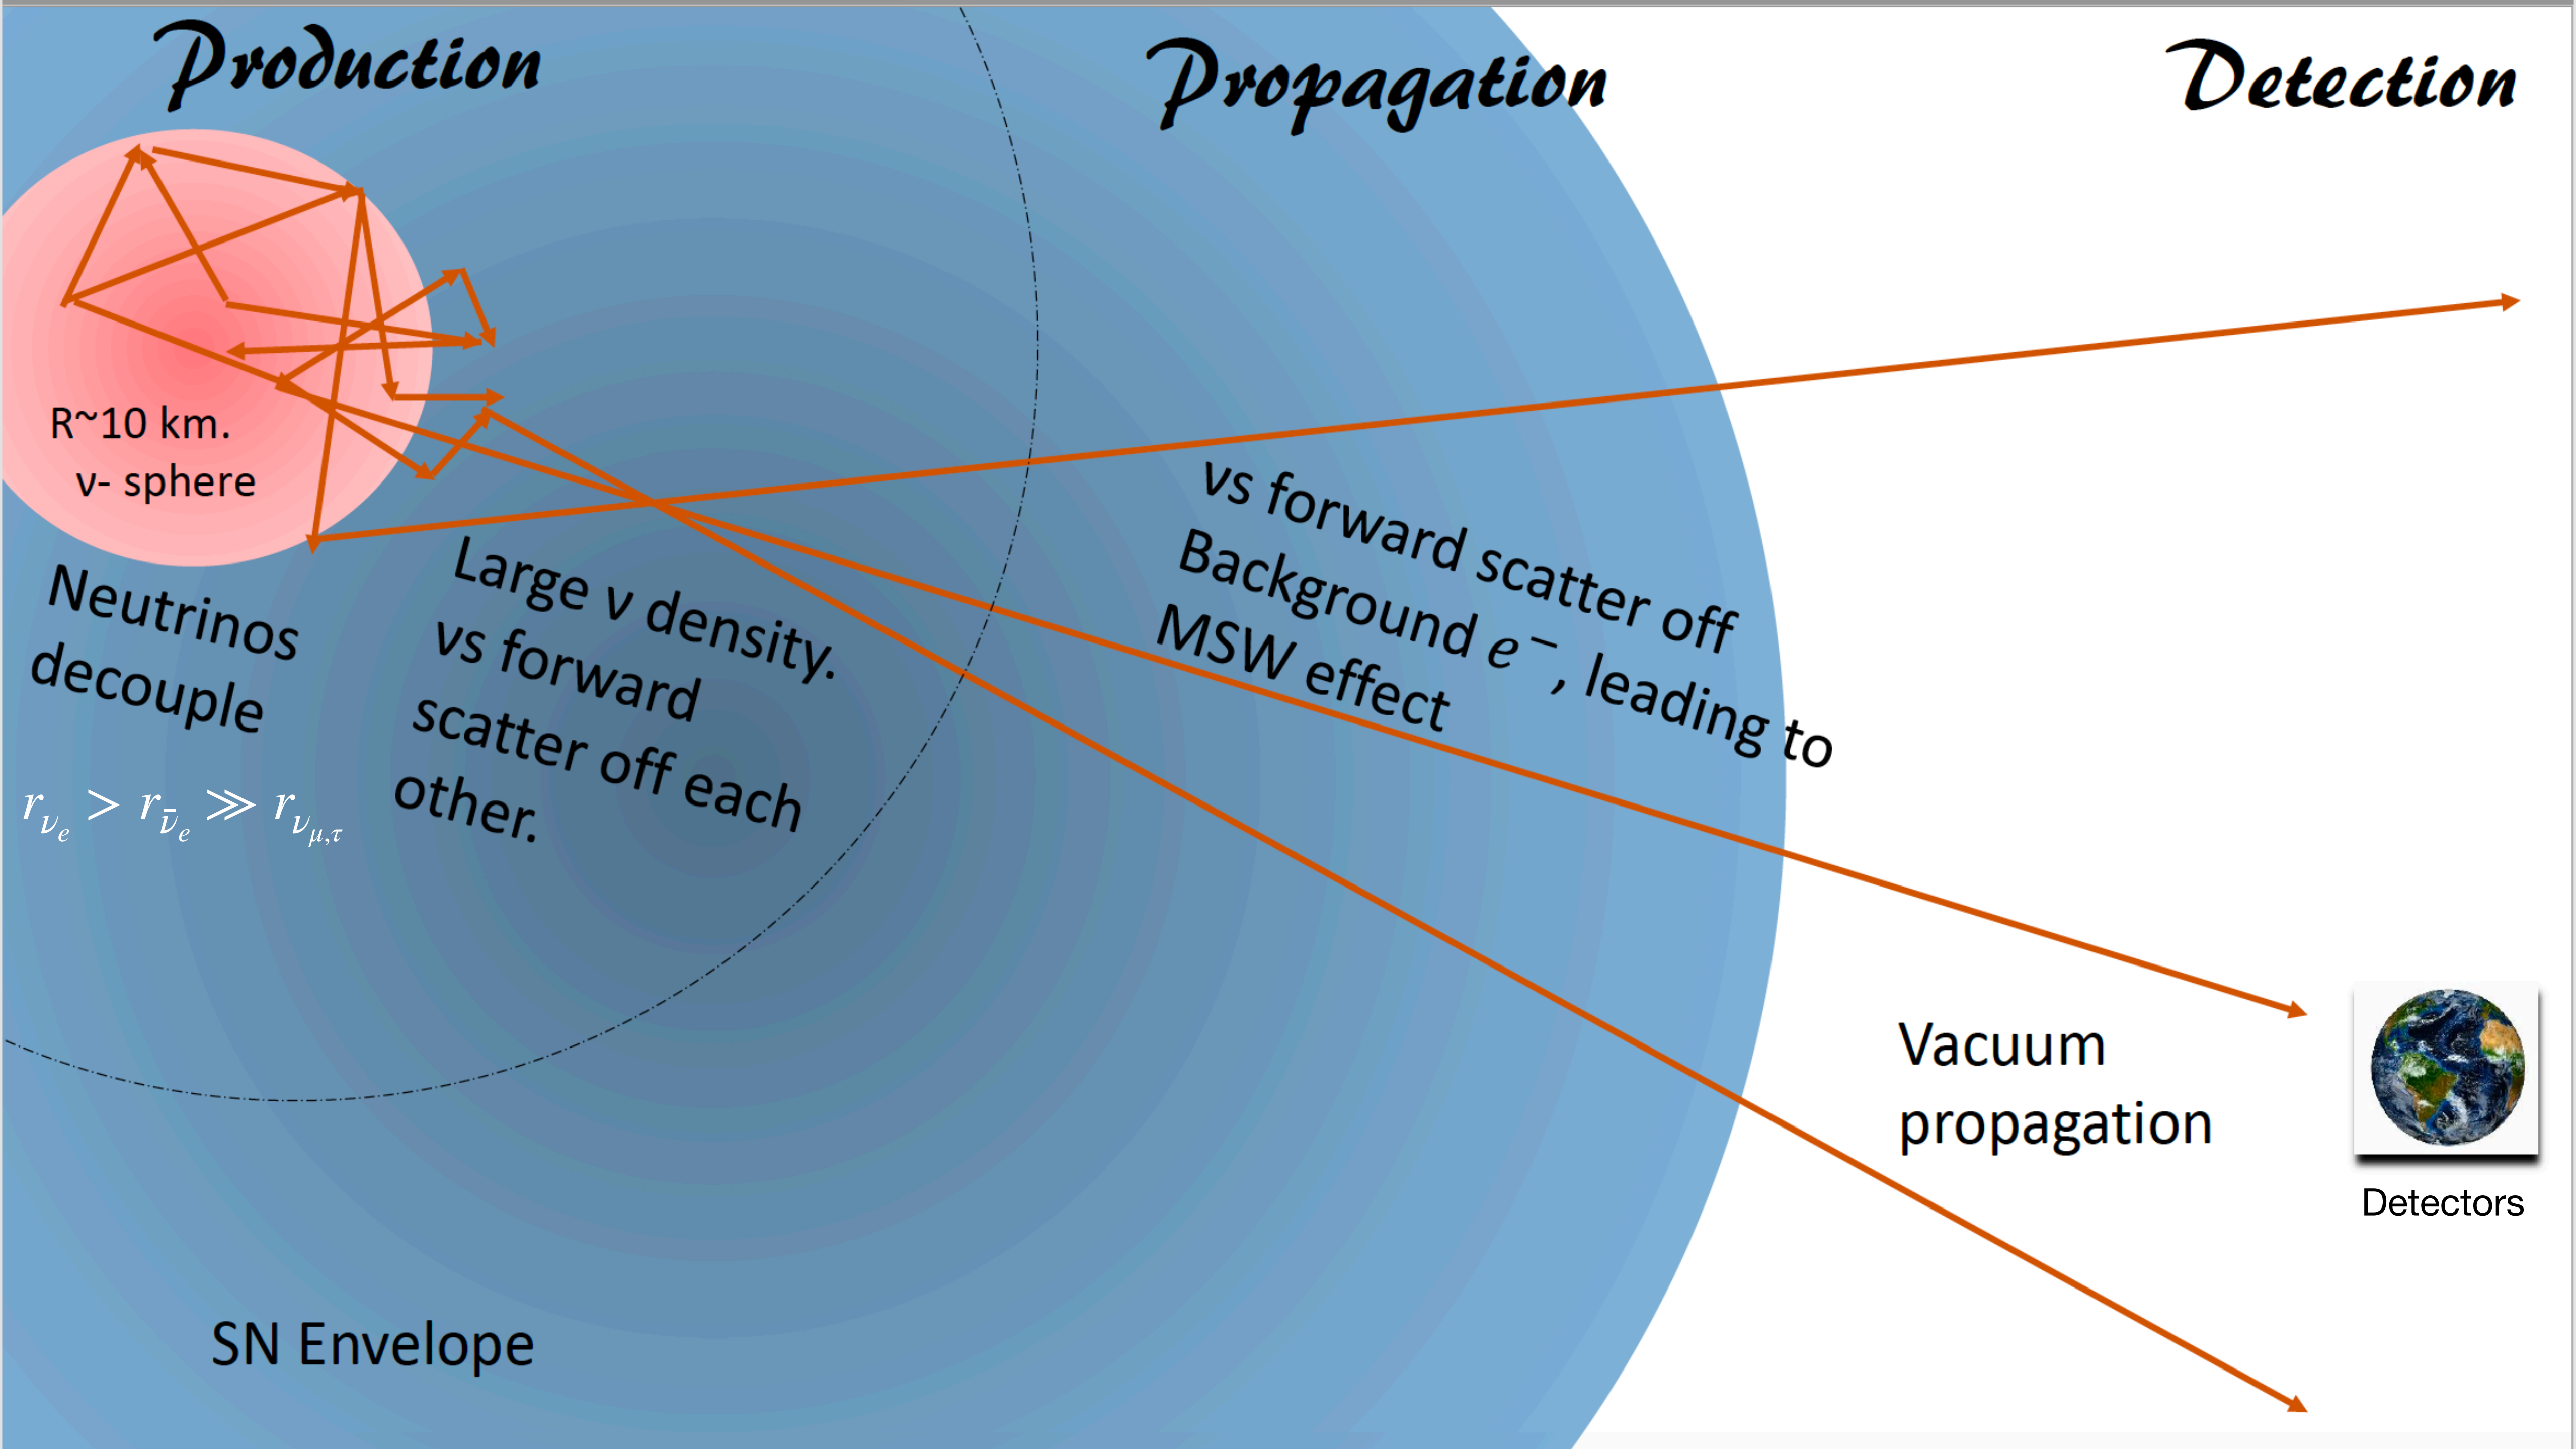 Production
Propagation
Detection
R~10 km.
ν- sphere
Neutrinos
decouple
r_{ν_e} > r_{ν̄_e} ≫ r_{ν_{μ,τ}}
Large ν density.
νs forward
scatter off each
other.
νs forward scatter off
Background e⁻, leading to
MSW effect
Vacuum
propagation
Detectors
SN Envelope